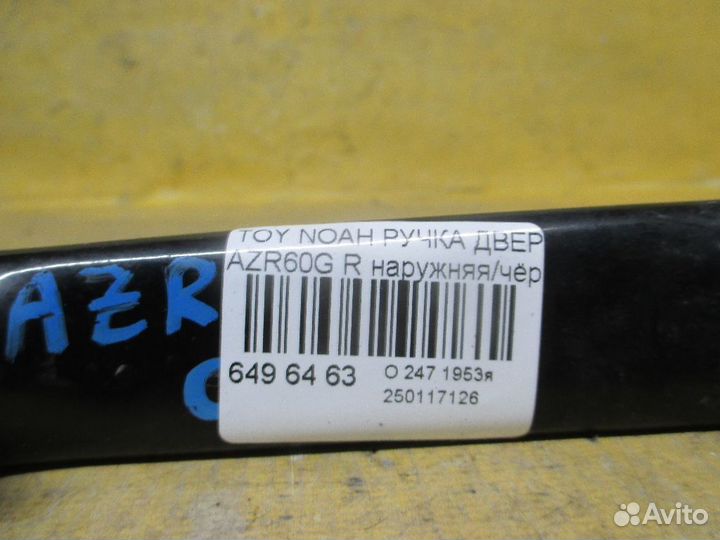 TOY NOAH РУЧКА ДВЕР
AZR60G R наружняя/чёр
649 64 63
О 247 1953я
250117126
AZR
Avito